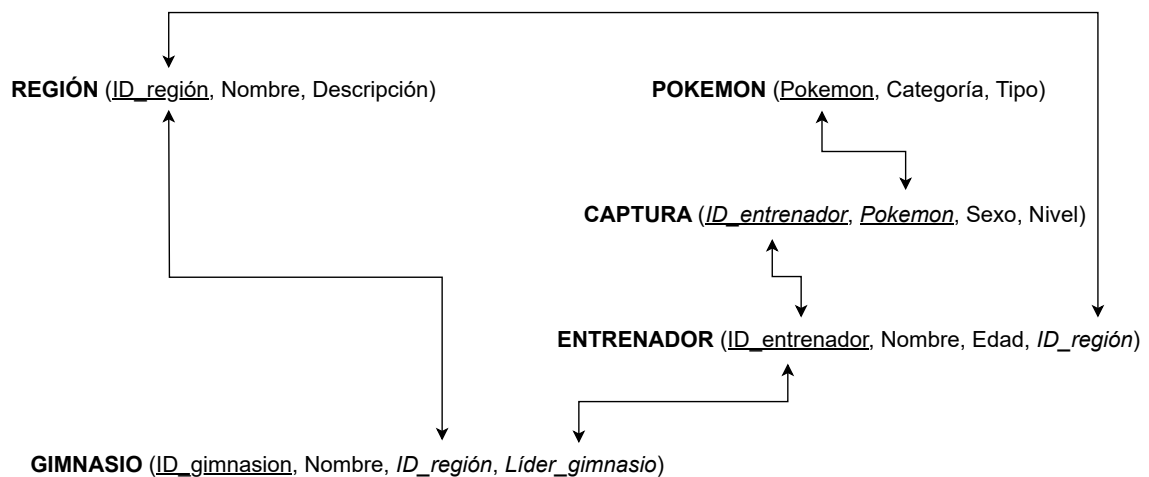 REGIÓN (ID_región, Nombre, Descripción)
POKEMON (Pokemon, Categoría, Tipo)
CAPTURA (ID_entrenador, Pokemon, Sexo, Nivel)
ENTRENADOR (ID_entrenador, Nombre, Edad, ID_región)
GIMNASIO (ID_gimnasion, Nombre, ID_región, Líder_gimnasio)